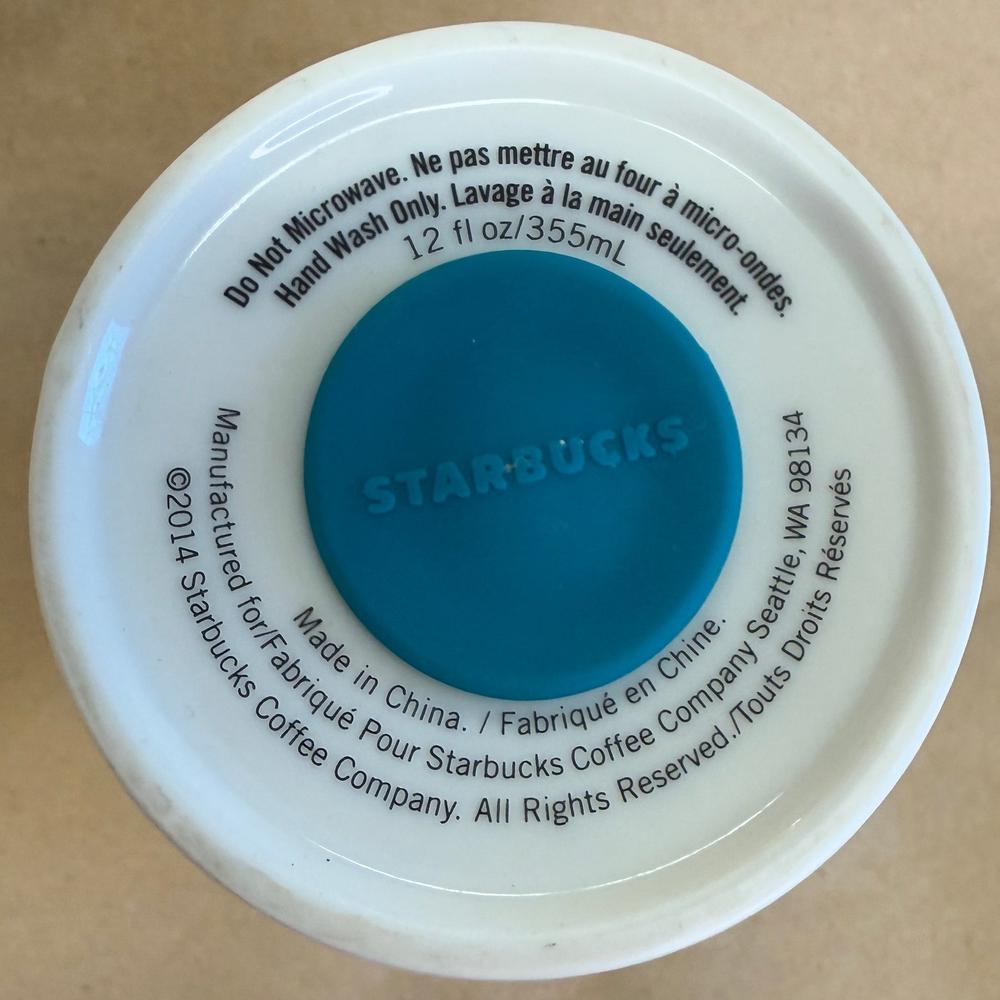 Do Not Microwave. Ne pas mettre au four à micro-ondes.
Hand Wash Only. Lavage à la main seulement.
12 fl oz/355mL
STARBUCKS
Made in China. / Fabriqué en Chine.
Manufactured for/Fabriqué Pour Starbucks Coffee Company Seattle, WA 98134
©2014 Starbucks Coffee Company. All Rights Reserved./Touts Droits Réservés